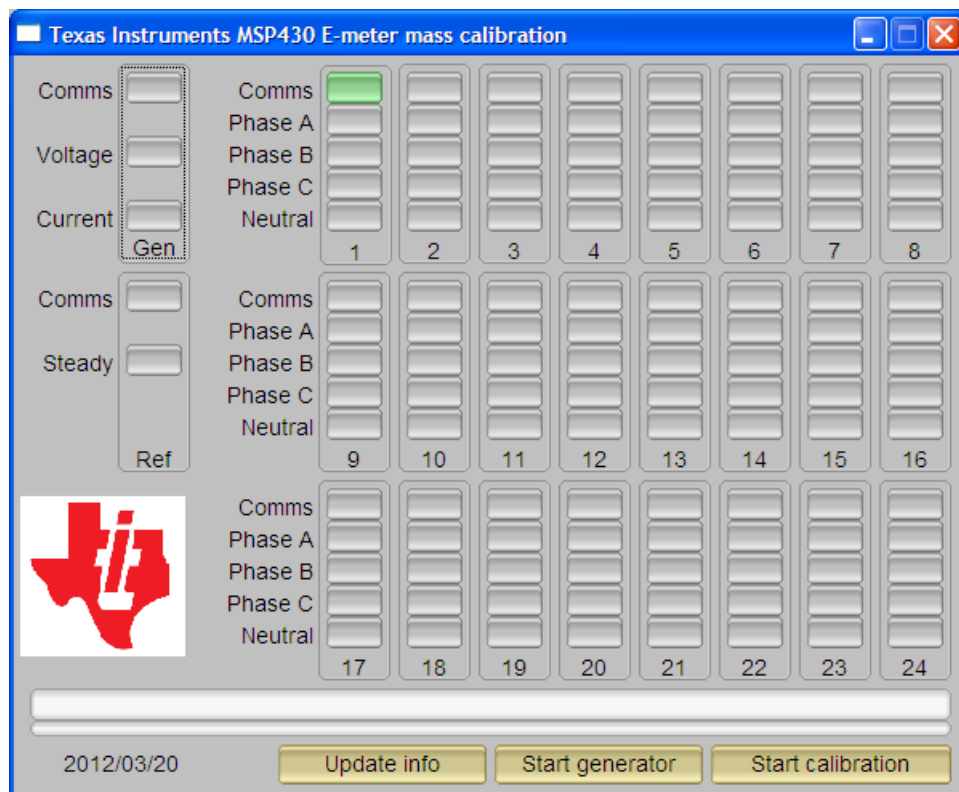 Texas Instruments MSP430 E-meter mass calibration
Comms Comms
Phase A
Voltage Phase B
Phase C
Current Neutral
Gen 1 2 3 4 5 6 7 8
Comms Comms
Phase A
Steady Phase B
Phase C
Neutral
Ref 9 10 11 12 13 14 15 16
Comms
Phase A
Phase B
Phase C
Neutral
17 18 19 20 21 22 23 24
2012/03/20 Update info Start generator Start calibration